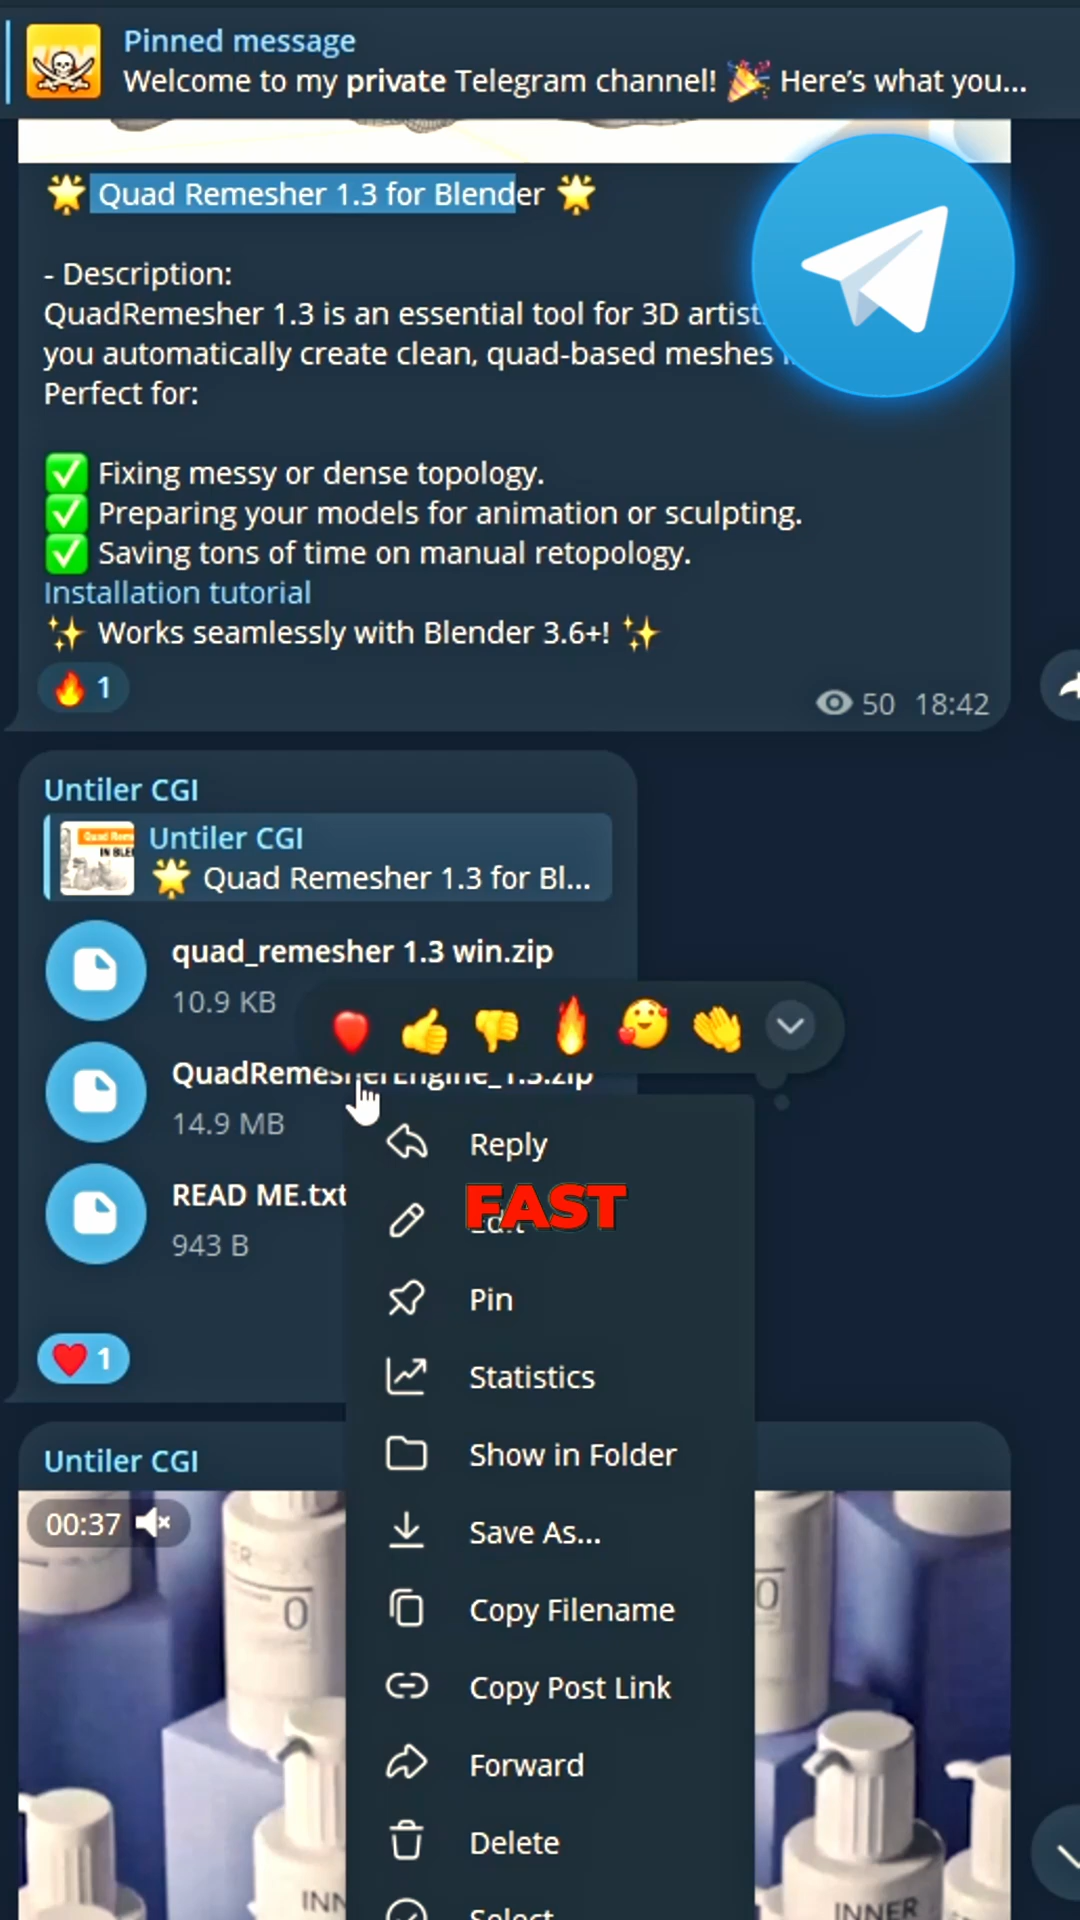 Pinned message
Welcome to my private Telegram channel! 🎉 Here’s what you...
🌟 Quad Remesher 1.3 for Blender 🌟
- Description:
QuadRemesher 1.3 is an essential tool for 3D artist
you automatically create clean, quad-based meshes
Perfect for:
✅ Fixing messy or dense topology.
✅ Preparing your models for animation or sculpting.
✅ Saving tons of time on manual retopology.
Installation tutorial
✨ Works seamlessly with Blender 3.6+! ✨
🔥 1
50 18:42
Untiler CGI
Untiler CGI
🌟 Quad Remesher 1.3 for Bl...
quad_remesher 1.3 win.zip
10.9 KB
QuadRemesherEngine_1.3.zip
14.9 MB
READ ME.txt
943 B
❤️ 1
Reply
FAST
Edit
Pin
Statistics
Show in Folder
Save As...
Copy Filename
Copy Post Link
Forward
Delete
Select
Untiler CGI
00:37
INNER